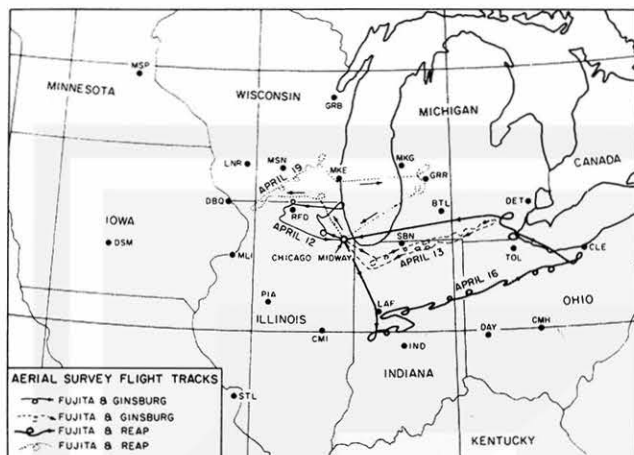 MSP
MINNESOTA
WISCONSIN
GRB
MICHIGAN
CANADA
LNR
MSN
MKE
MKG
GRR
APRIL 19
DBQ
RFD
BTL
DET
IOWA
DSM
APRIL 12
MLI
CHICAGO MIDWAY
SBN
APRIL 13
TOL
CLE
APRIL 16
PIA
LAF
OHIO
ILLINOIS
CMI
IND
DAY
CMH
INDIANA
AERIAL SURVEY FLIGHT TRACKS
FUJITA & GINSBURG
FUJITA & GINSBURG
FUJITA & REAP
FUJITA & REAP
STL
KENTUCKY